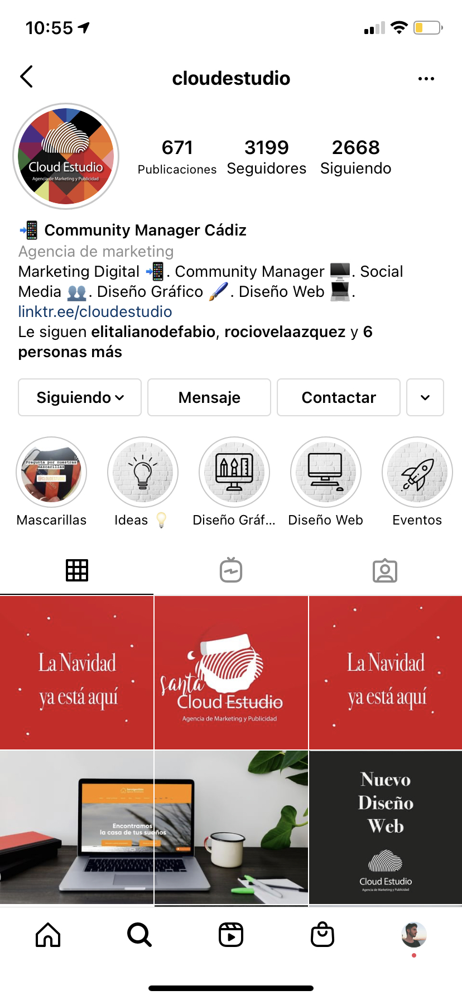 10:55
cloudestudio
Cloud Estudio
Agencia de Marketing y Publicidad
671 3199 2668
Publicaciones Seguidores Siguiendo
📲 Community Manager Cádiz
Agencia de marketing
Marketing Digital 📲. Community Manager 🖥️. Social
Media 👥. Diseño Gráfico 🖌️. Diseño Web 💻.
linktr.ee/cloudestudio
Le siguen elitalianodefabio, rociovelaazquez y 6
personas más
Siguiendo Mensaje Contactar
Pregunta por nuestras
mascarillas
@CLOUDESTUDIO
Mascarillas Ideas 💡 Diseño Gráf... Diseño Web Eventos
La Navidad
ya está aquí
santa
Cloud Estudio
Agencia de Marketing y Publicidad
La Navidad
ya está aquí
Encontramos
la casa de tus sueños
Nuevo
Diseño
Web
Cloud Estudio
Agencia de Marketing y Publicidad